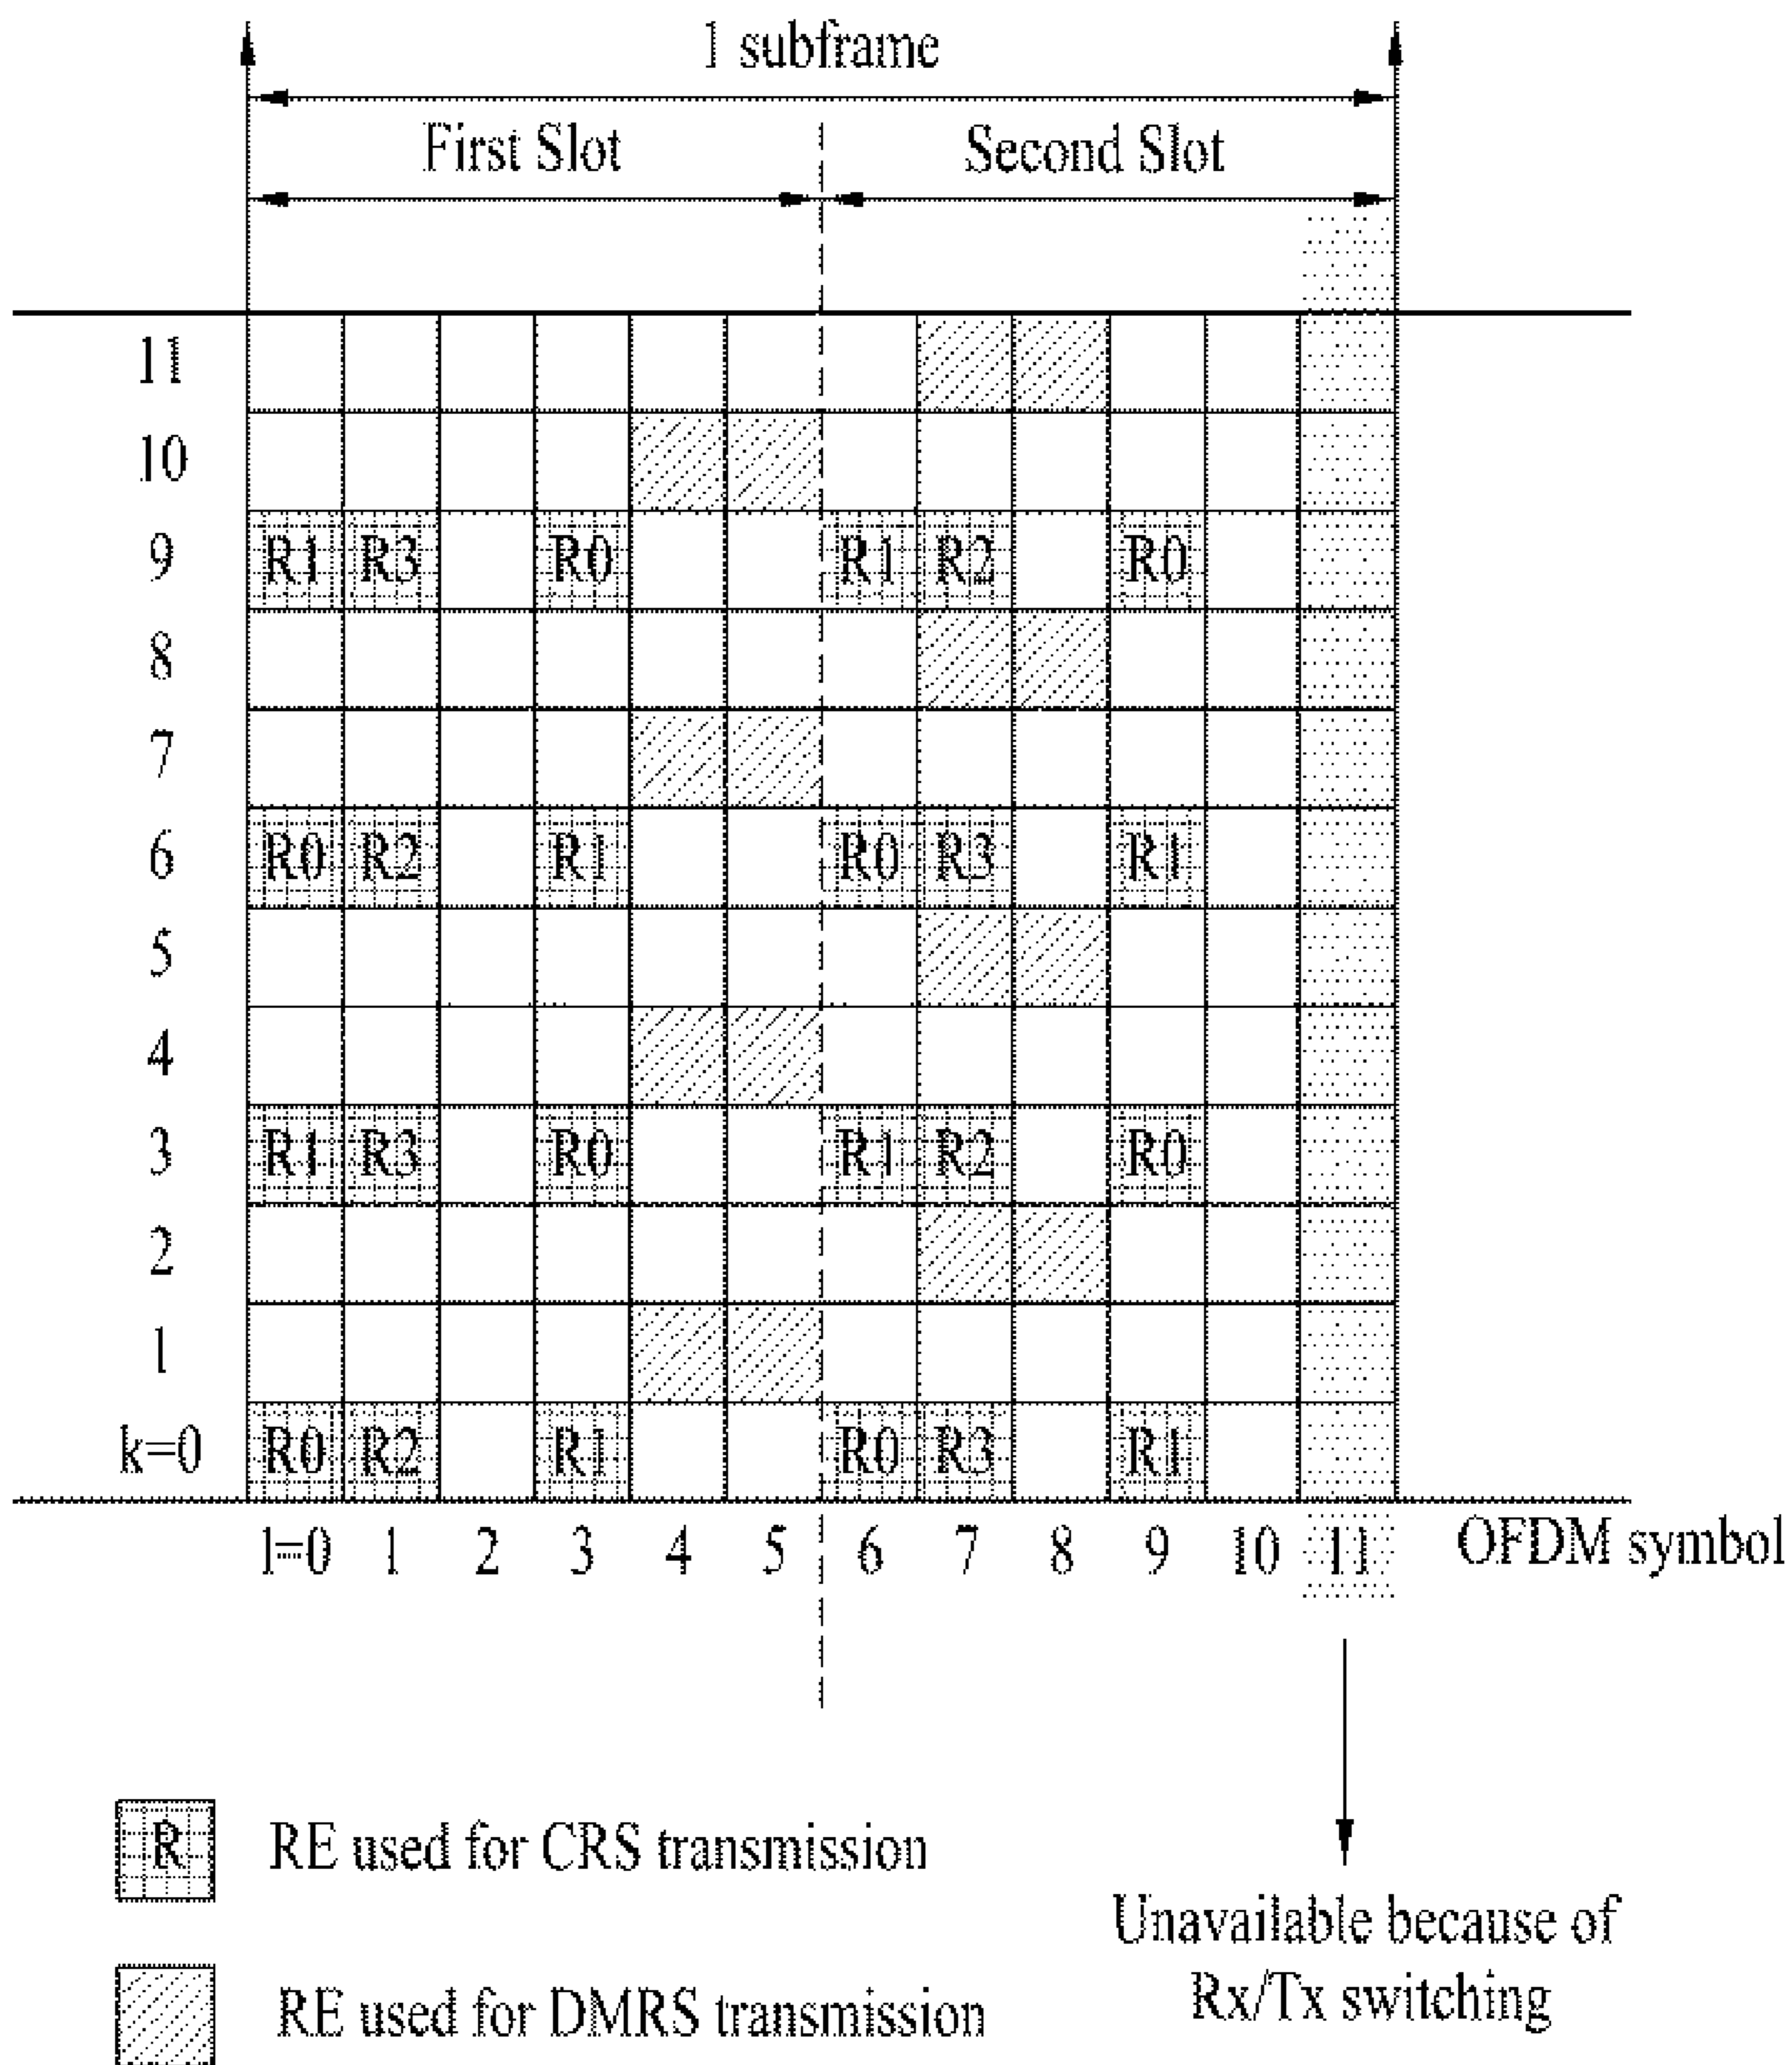 1 subframe
First Slot Second Slot
11
10
9 R1 R3 R0 R1 R2 R0
8
7
6 R0 R2 R1 R0 R3 R1
5
4
3 R1 R3 R0 R1 R2 R0
2
1
k=0 R0 R2 R1 R0 R3 R1
l=0 1 2 3 4 5 6 7 8 9 10 11 OFDM symbol
R RE used for CRS transmission
RE used for DMRS transmission
Unavailable because of
Rx/Tx switching